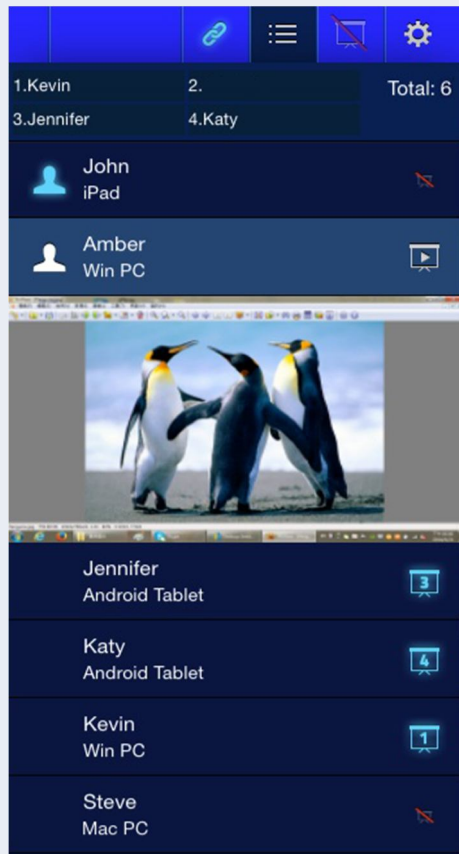 1.Kevin 2. Total: 6
3.Jennifer 4.Katy
John
iPad
Amber
Win PC
Jennifer
Android Tablet
3
Katy
Android Tablet
4
Kevin
Win PC
1
Steve
Mac PC